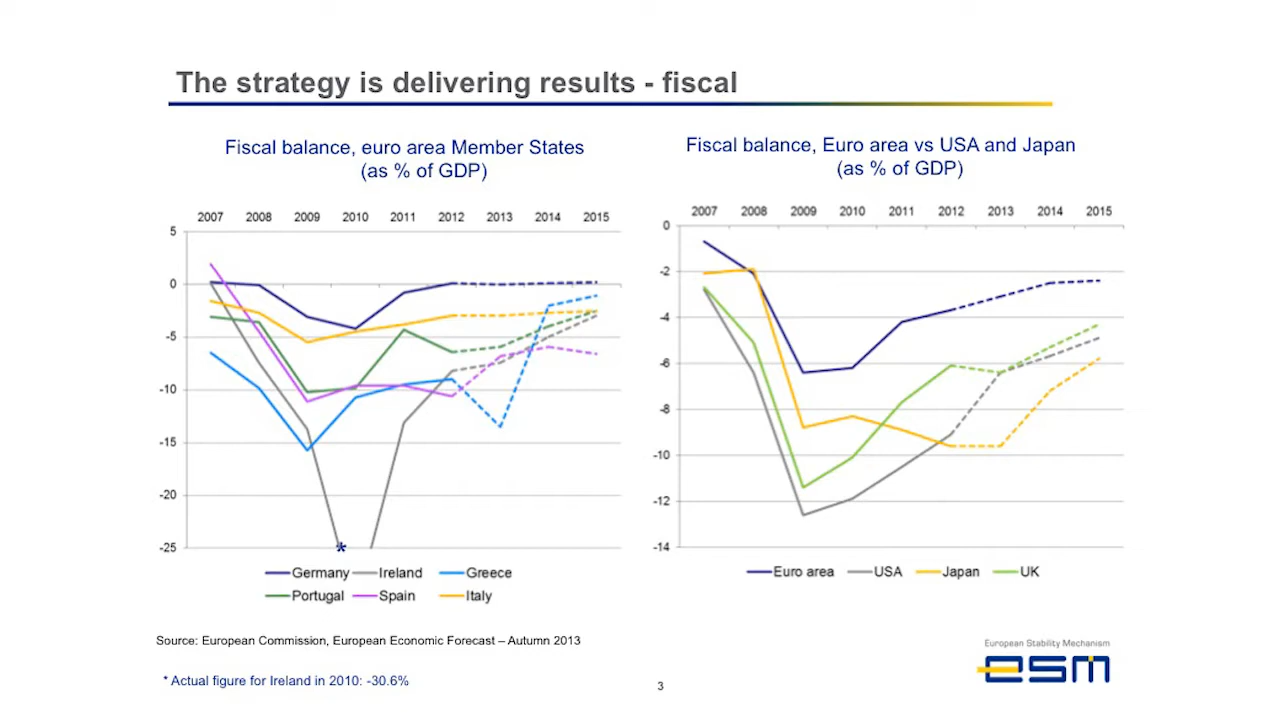 The strategy is delivering results - fiscal
Fiscal balance, euro area Member States
(as % of GDP)
2007 2008 2009 2010 2011 2012 2013 2014 2015
5
0
-5
-10
-15
-20
-25
*
Germany Ireland Greece
Portugal Spain Italy
Fiscal balance, Euro area vs USA and Japan
(as % of GDP)
2007 2008 2009 2010 2011 2012 2013 2014 2015
0
-2
-4
-6
-8
-10
-12
-14
Euro area USA Japan UK
Source: European Commission, European Economic Forecast – Autumn 2013
* Actual figure for Ireland in 2010: -30.6%
3
European Stability Mechanism
esm